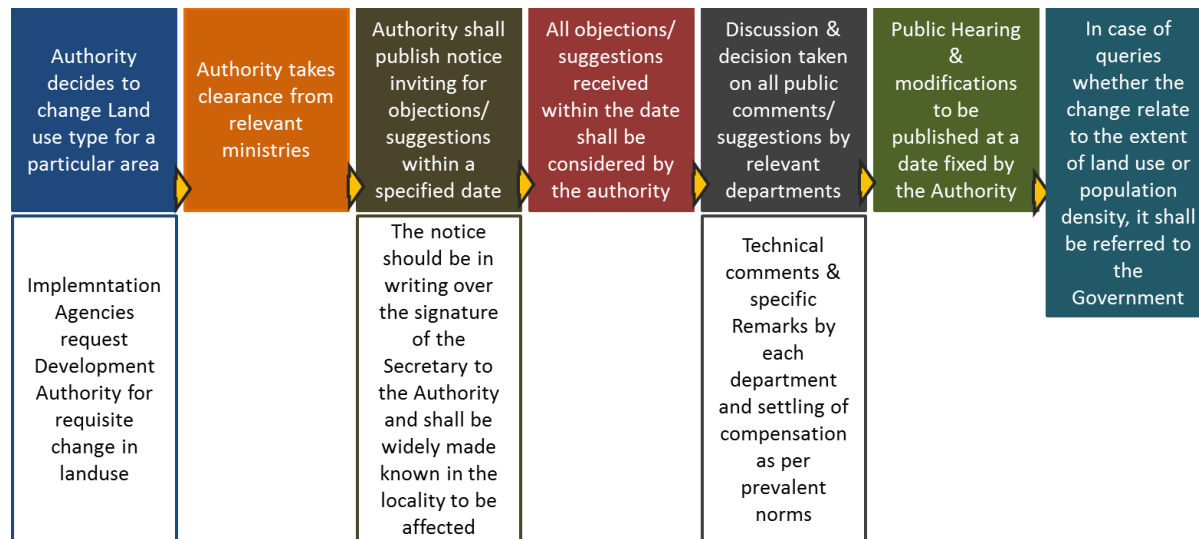 Authority
decides to
change Land
use type for a
particular area
Implemntation
Agencies
request
Development
Authority for
requisite
change in
landuse
Authority takes
clearance from
relevant
ministries
Authority shall
publish notice
inviting for
objections/
suggestions
within a
specified date
The notice
should be in
writing over
the signature
of the
Secretary to
the Authority
and shall be
widely made
known in the
locality to be
affected
All objections/
suggestions
received
within the date
shall be
considered by
the authority
Discussion &
decision taken
on all public
comments/
suggestions by
relevant
departments
Technical
comments &
specific
Remarks by
each
department
and settling of
compensation
as per
prevalent
norms
Public Hearing
&
modifications
to be
published at a
date fixed by
the Authority
In case of
queries
whether the
change relate
to the extent
of land use or
population
density, it shall
be referred to
the
Government